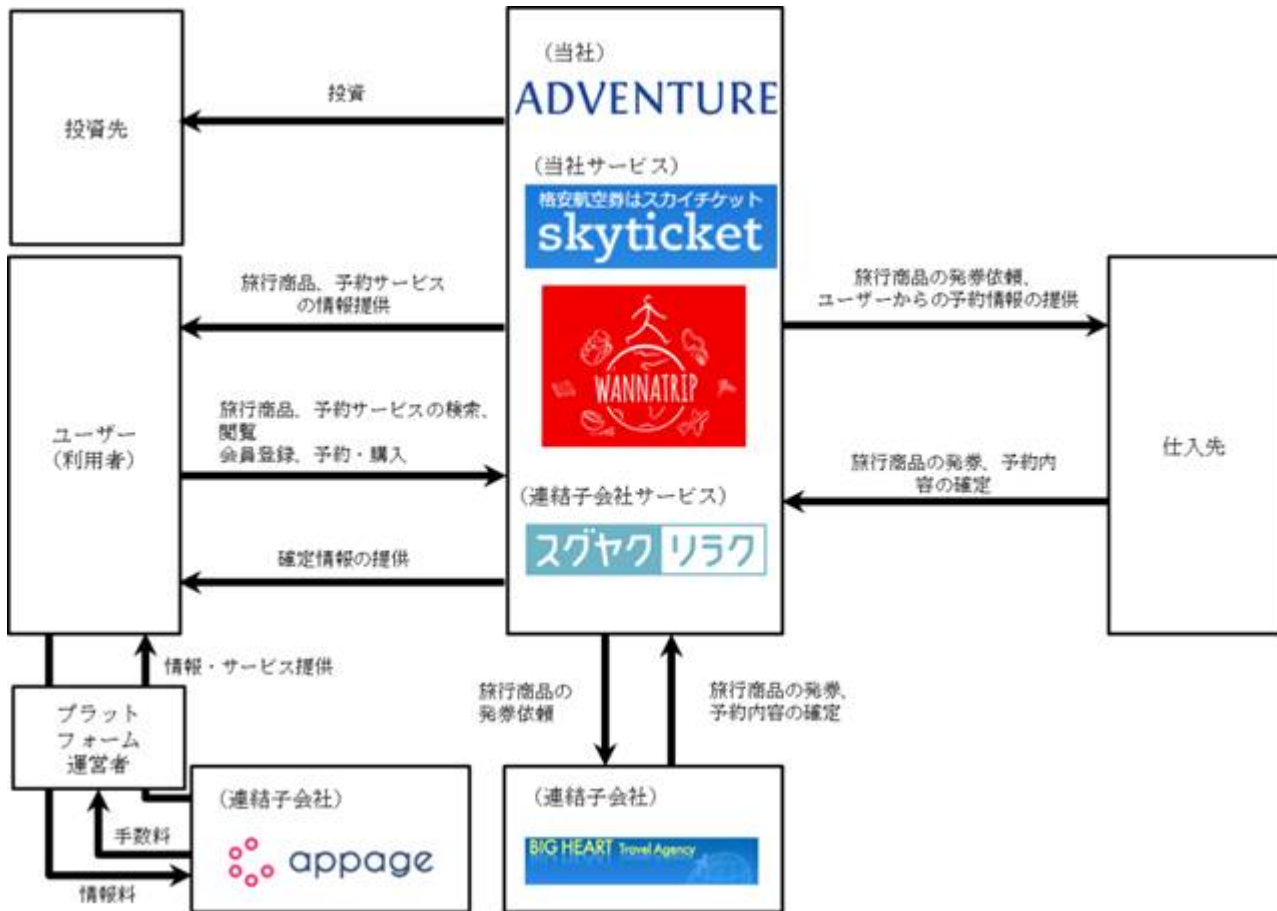 （当社）
ADVENTURE
投資
投資先
（当社サービス）
格安航空券はスカイチケット
skyticket
旅行商品、予約サービス
の情報提供
旅行商品の発券依頼、
ユーザーからの予約情報の提供
WANNATRIP
旅行商品、予約サービスの検索、
閲覧
会員登録、予約・購入
ユーザー
（利用者）
仕入先
旅行商品の発券、予約内
容の確定
（連結子会社サービス）
スグヤクリラク
確定情報の提供
情報・サービス提供
旅行商品の
発券依頼
旅行商品の発券、
予約内容の確定
プラット
フォーム
運営者
（連結子会社）
appage
手数料
情報料
（連結子会社）
BIG HEART Travel Agency